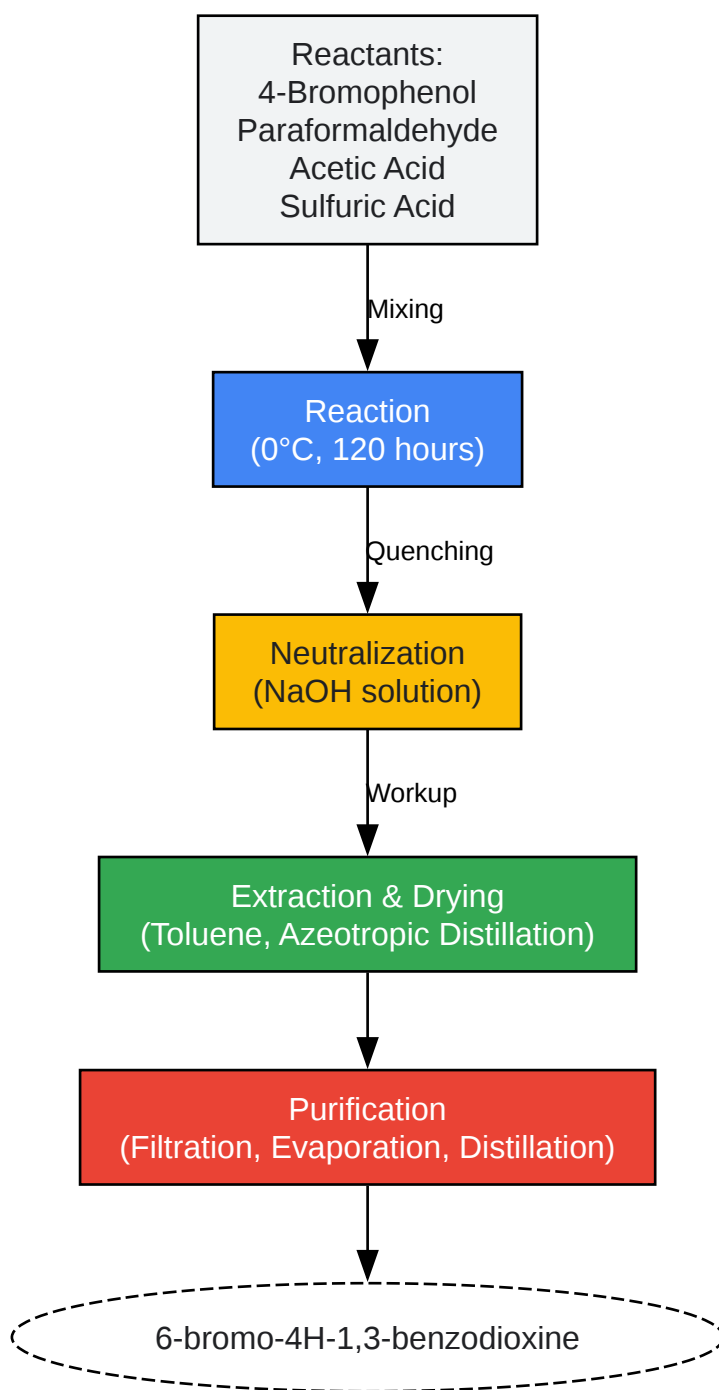 Reactants:
4-Bromophenol
Paraformaldehyde
Acetic Acid
Sulfuric Acid
Mixing
Reaction
(0°C, 120 hours)
Quenching
Neutralization
(NaOH solution)
Workup
Extraction & Drying
(Toluene, Azeotropic Distillation)
Purification
(Filtration, Evaporation, Distillation)
6-bromo-4H-1,3-benzodioxine